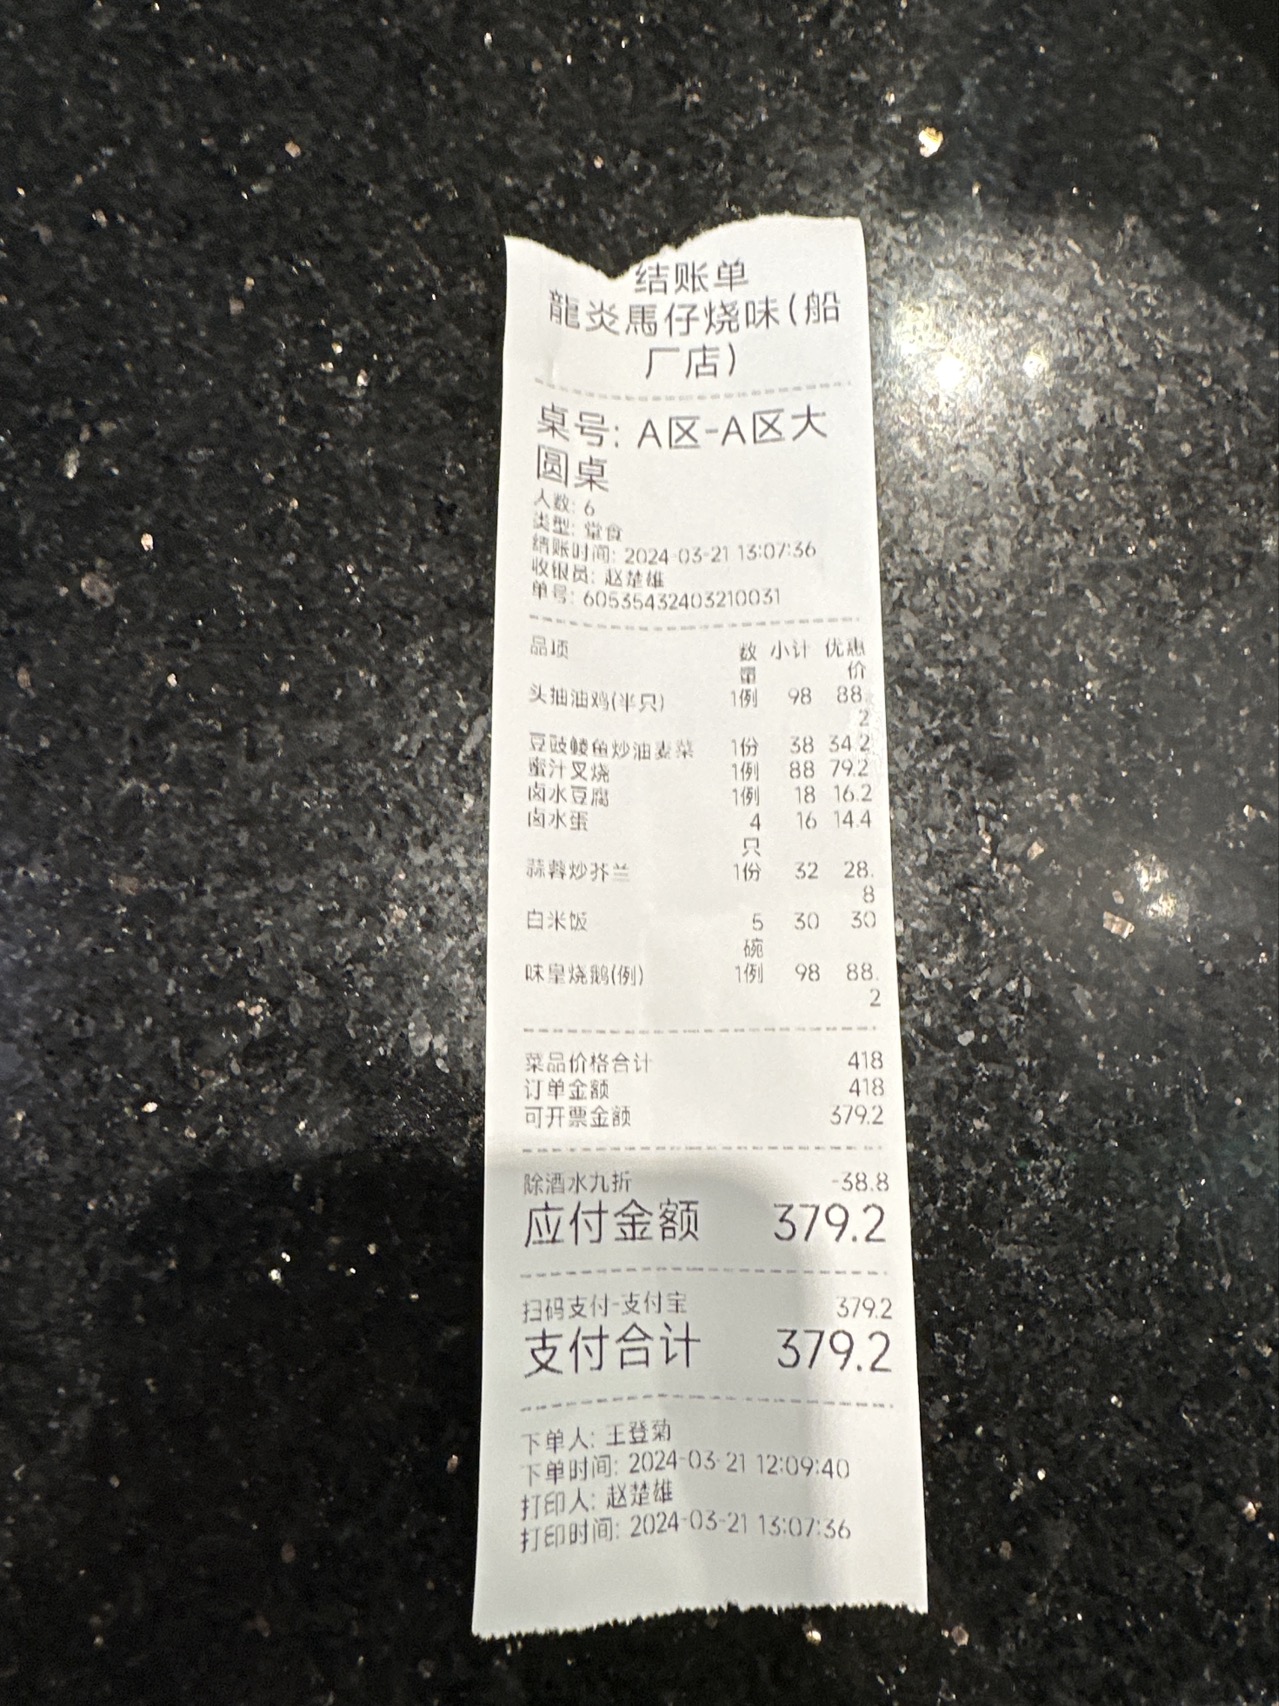 结账单
龍炎馬仔烧味(船
厂店)
桌号: A区-A区大
圆桌
人数: 6
类型: 堂食
结账时间: 2024-03-21 13:07:36
收银员: 赵楚雄
单号: 605354324032100​31
品项 数 小计 优惠
量 价
头抽油鸡(半只) 1例 98 88.
2
豆豉鲮鱼炒油麦菜 1份 38 34.2
蜜汁叉烧 1例 88 79.2
卤水豆腐 1例 18 16.2
卤水蛋 4 16 14.4
只
蒜蓉炒芥兰 1份 32 28.
8
白米饭 5 30 30
碗
味皇烧鹅(例) 1例 98 88.
2
菜品价格合计 418
订单金额 418
可开票金额 379.2
除酒水九折 -38.8
应付金额 379.2
扫码支付-支付宝 379.2
支付合计 379.2
下单人: 王登菊
下单时间: 2024-03-21 12:09:40
打印人: 赵楚雄
打印时间: 2024-03-21 13:07:36